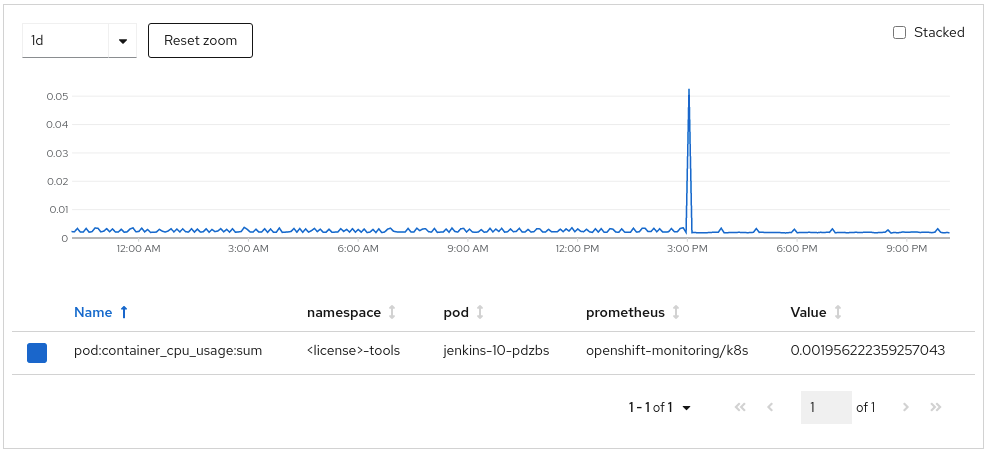 1d
Reset zoom
Stacked
0.05
0.04
0.03
0.02
0.01
0
12:00 AM 3:00 AM 6:00 AM 9:00 AM 12:00 PM 3:00 PM 6:00 PM 9:00 PM
Name namespace pod prometheus Value
pod:container_cpu_usage:sum <license>-tools jenkins-10-pdzbs openshift-monitoring/k8s 0.001956222359257043
1 - 1 of 1 1 of 1